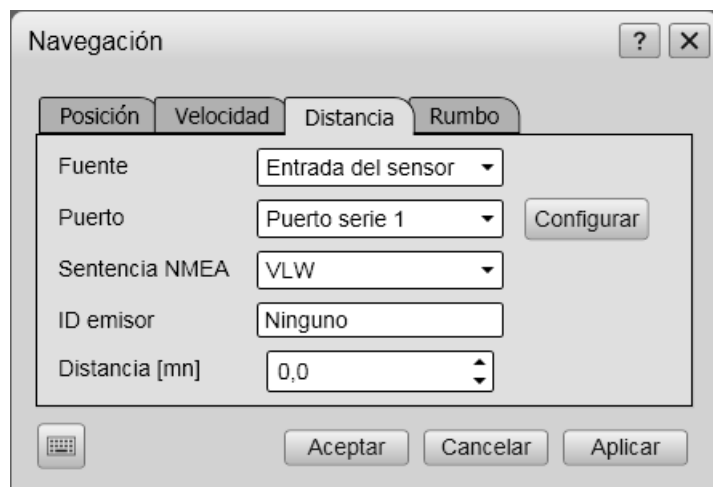 Navegación
?
Posición Velocidad Distancia Rumbo
Fuente Entrada del sensor
Puerto Puerto serie 1 Configurar
Sentencia NMEA VLW
ID emisor Ninguno
Distancia [mn] 0,0
Aceptar Cancelar Aplicar